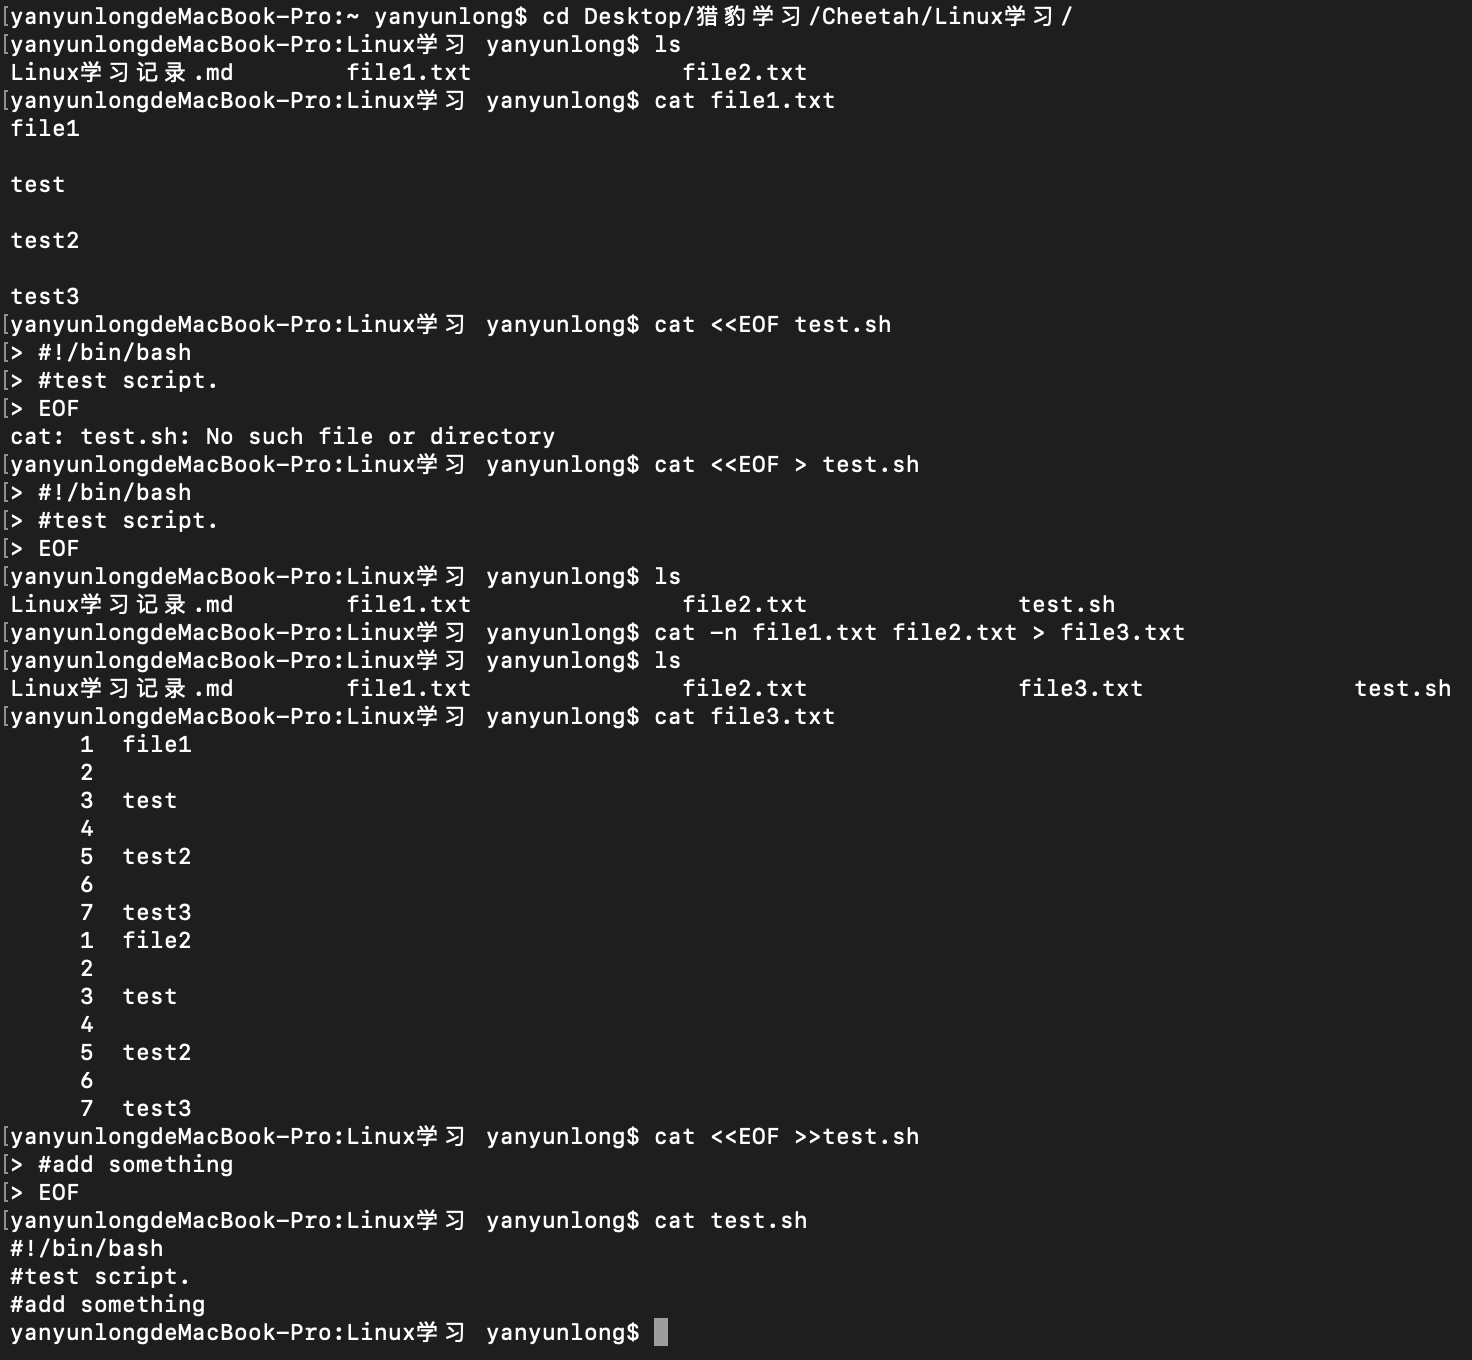 yanyunlongdeMacBook-Pro:~ yanyunlong$ cd Desktop/猎豹学习/Cheetah/Linux学习/
[yanyunlongdeMacBook-Pro:Linux学习 yanyunlong$ ls
Linux学习记录.md file1.txt file2.txt
[yanyunlongdeMacBook-Pro:Linux学习 yanyunlong$ cat file1.txt
file1
test
test2
test3
[yanyunlongdeMacBook-Pro:Linux学习 yanyunlong$ cat <<EOF test.sh
[> #!/bin/bash
[> #test script.
[> EOF
cat: test.sh: No such file or directory
[yanyunlongdeMacBook-Pro:Linux学习 yanyunlong$ cat <<EOF > test.sh
[> #!/bin/bash
[> #test script.
[> EOF
[yanyunlongdeMacBook-Pro:Linux学习 yanyunlong$ ls
Linux学习记录.md file1.txt file2.txt test.sh
[yanyunlongdeMacBook-Pro:Linux学习 yanyunlong$ cat -n file1.txt file2.txt > file3.txt
[yanyunlongdeMacBook-Pro:Linux学习 yanyunlong$ ls
Linux学习记录.md file1.txt file2.txt file3.txt test.sh
[yanyunlongdeMacBook-Pro:Linux学习 yanyunlong$ cat file3.txt
1 file1
2
3 test
4
5 test2
6
7 test3
1 file2
2
3 test
4
5 test2
6
7 test3
[yanyunlongdeMacBook-Pro:Linux学习 yanyunlong$ cat <<EOF >>test.sh
[> #add something
[> EOF
[yanyunlongdeMacBook-Pro:Linux学习 yanyunlong$ cat test.sh
#!/bin/bash
#test script.
#add something
yanyunlongdeMacBook-Pro:Linux学习 yanyunlong$